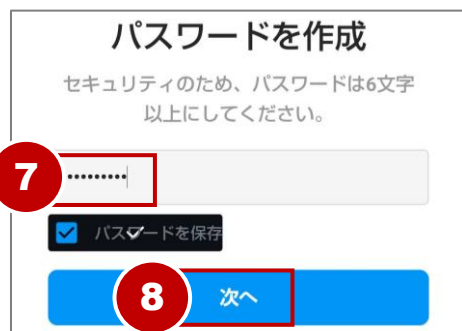 パスワードを作成
セキュリティのため、パスワードは6文字
以上にしてください。
7
•••••••••
パスワードを保存
8
次へ